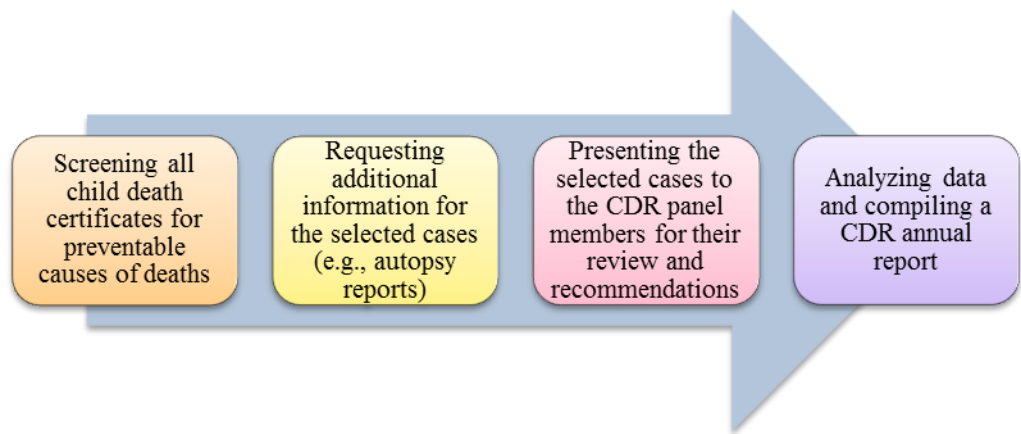 Screening all
child death
certificates for
preventable
causes of deaths
Requesting
additional
information for
the selected cases
(e.g., autopsy
reports)
Presenting the
selected cases to
the CDR panel
members for their
review and
recommendations
Analyzing data
and compiling a
CDR annual
report